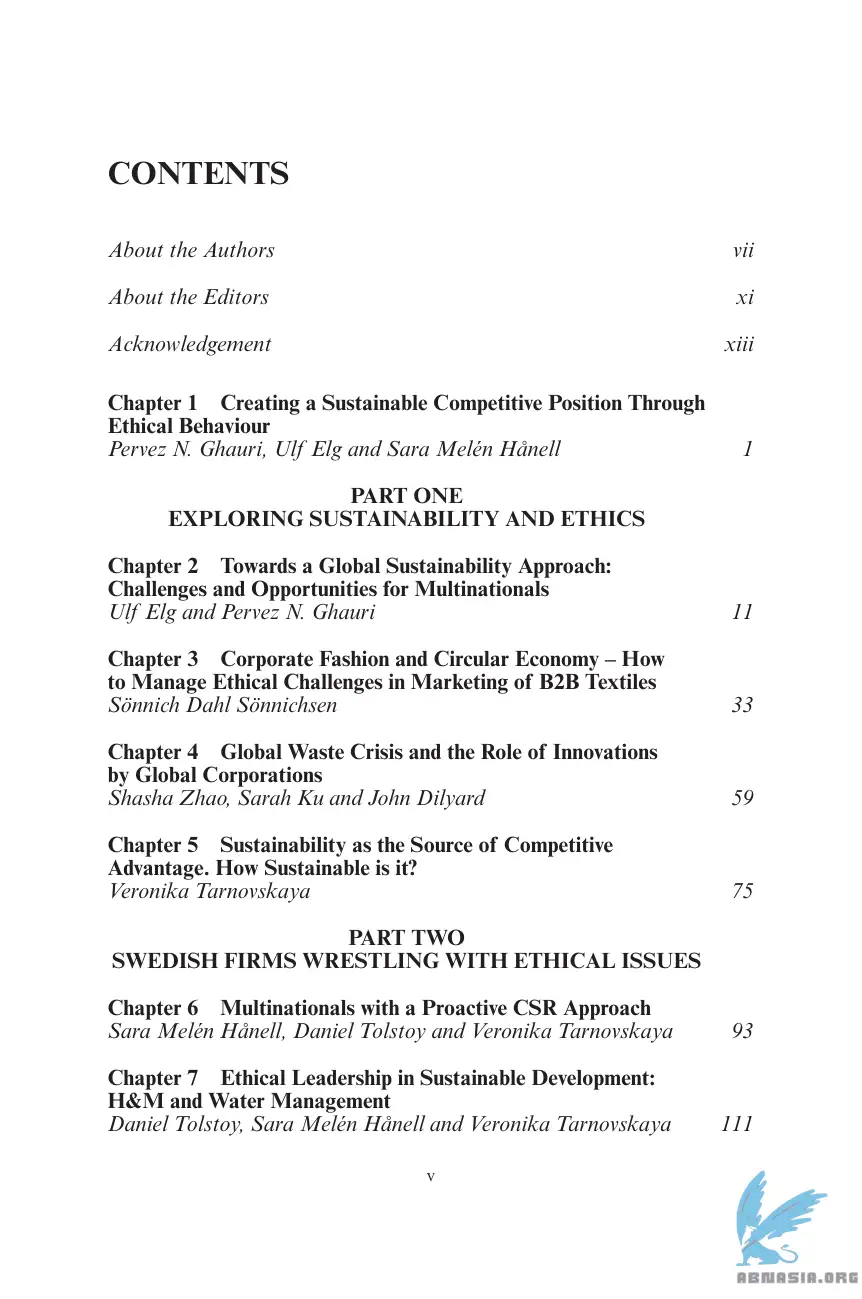 CONTENTS
About the Authors vii
About the Editors xi
Acknowledgement xiii
Chapter 1 Creating a Sustainable Competitive Position Through
Ethical Behaviour
Pervez N. Ghauri, Ulf Elg and Sara Melén Hånell 1
PART ONE
EXPLORING SUSTAINABILITY AND ETHICS
Chapter 2 Towards a Global Sustainability Approach:
Challenges and Opportunities for Multinationals
Ulf Elg and Pervez N. Ghauri 11
Chapter 3 Corporate Fashion and Circular Economy – How
to Manage Ethical Challenges in Marketing of B2B Textiles
Sönnich Dahl Sönnichsen 33
Chapter 4 Global Waste Crisis and the Role of Innovations
by Global Corporations
Shasha Zhao, Sarah Ku and John Dilyard 59
Chapter 5 Sustainability as the Source of Competitive
Advantage. How Sustainable is it?
Veronika Tarnovskaya 75
PART TWO
SWEDISH FIRMS WRESTLING WITH ETHICAL ISSUES
Chapter 6 Multinationals with a Proactive CSR Approach
Sara Melén Hånell, Daniel Tolstoy and Veronika Tarnovskaya 93
Chapter 7 Ethical Leadership in Sustainable Development:
H&M and Water Management
Daniel Tolstoy, Sara Melén Hånell and Veronika Tarnovskaya 111
v
ABNASIA.ORG